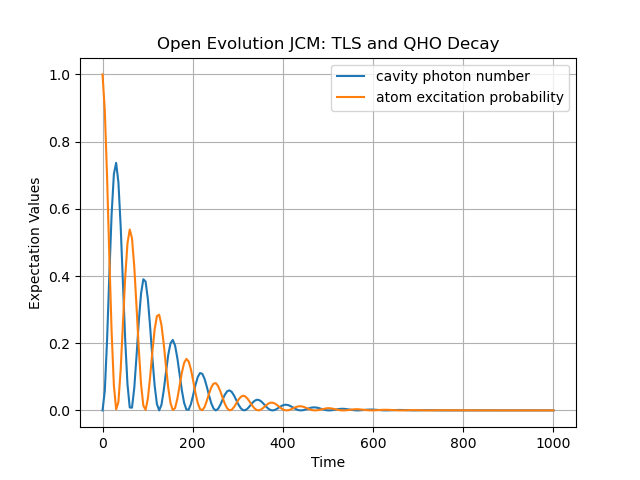 Open Evolution JCM: TLS and QHO Decay
cavity photon number
atom excitation probability
Expectation Values
1.0
0.8
0.6
0.4
0.2
0.0
0
200
400
600
800
1000
Time